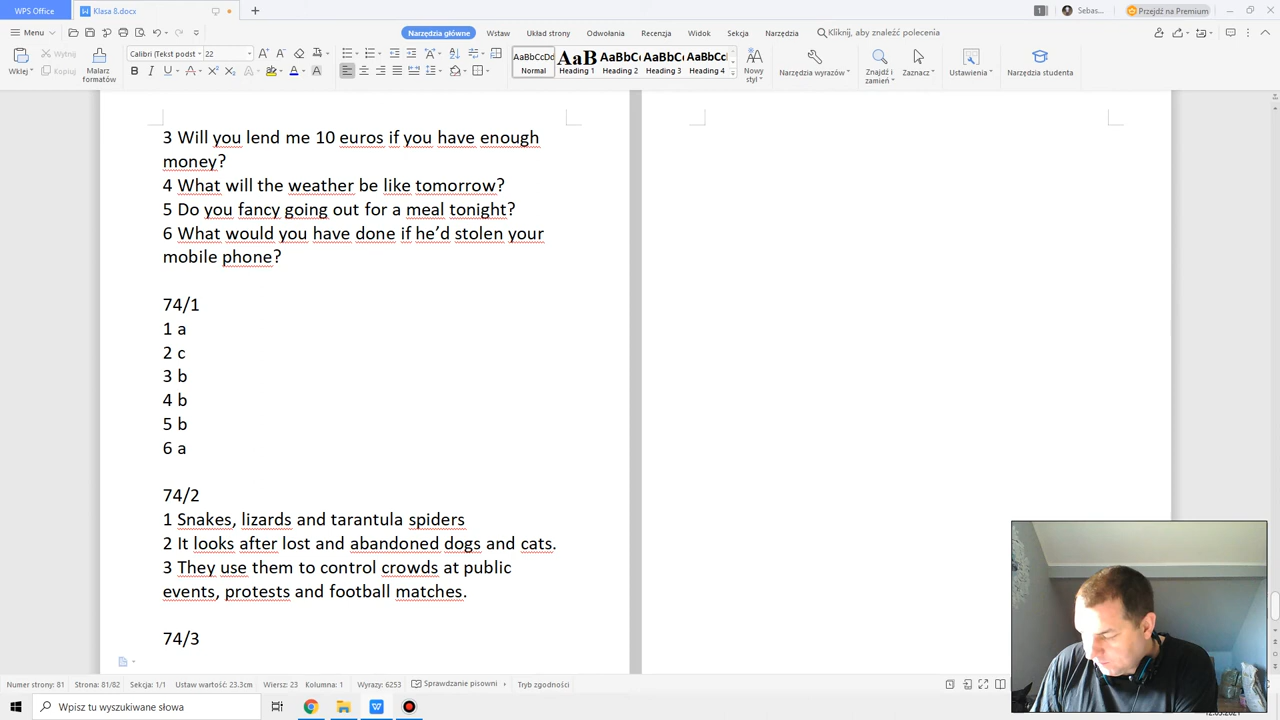 WPS Office
Klasa 8.docx
1
Sebas...
Przejdź na Premium
Menu
Narzędzia główne
Wstaw
Układ strony
Odwołania
Recenzja
Widok
Sekcja
Narzędzia
Kliknij, aby znaleźć polecenia
Wklej
Wytnij
Kopiuj
Malarz formatów
Calibri (Tekst podst
22
AaBbCcDd
Normal
AaB
Heading 1
AaBbC
Heading 2
AaBbC
Heading 3
AaBbC
Heading 4
Nowy styl
Narzędzia wyrazów
Znajdź i zamień
Zaznacz
Ustawienia
Narzędzia studenta
3 Will you lend me 10 euros if you have enough
money?
4 What will the weather be like tomorrow?
5 Do you fancy going out for a meal tonight?
6 What would you have done if he’d stolen your
mobile phone?
74/1
1 a
2 c
3 b
4 b
5 b
6 a
74/2
1 Snakes, lizards and tarantula spiders
2 It looks after lost and abandoned dogs and cats.
3 They use them to control crowds at public
events, protests and football matches.
74/3
Numer strony: 81
Strona: 81/82
Sekcja: 1/1
Ustaw wartość: 23.3cm
Wiersz: 23
Kolumna: 1
Wyrazy: 6253
Sprawdzanie pisowni
Tryb zgodności
Wpisz tu wyszukiwane słowa